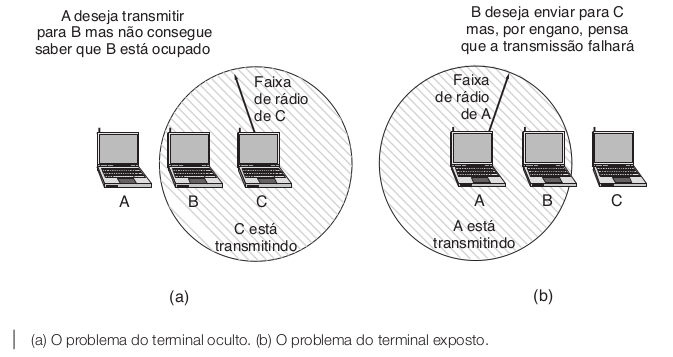 A deseja transmitir
para B mas não consegue
saber que B está ocupado
Faixa
de rádio
de C
A
B
C
C está
transmitindo
(a)
B deseja enviar para C
mas, por engano, pensa
que a transmissão falhará
Faixa
de rádio
de A
A
B
C
A está
transmitindo
(b)
(a) O problema do terminal oculto. (b) O problema do terminal exposto.